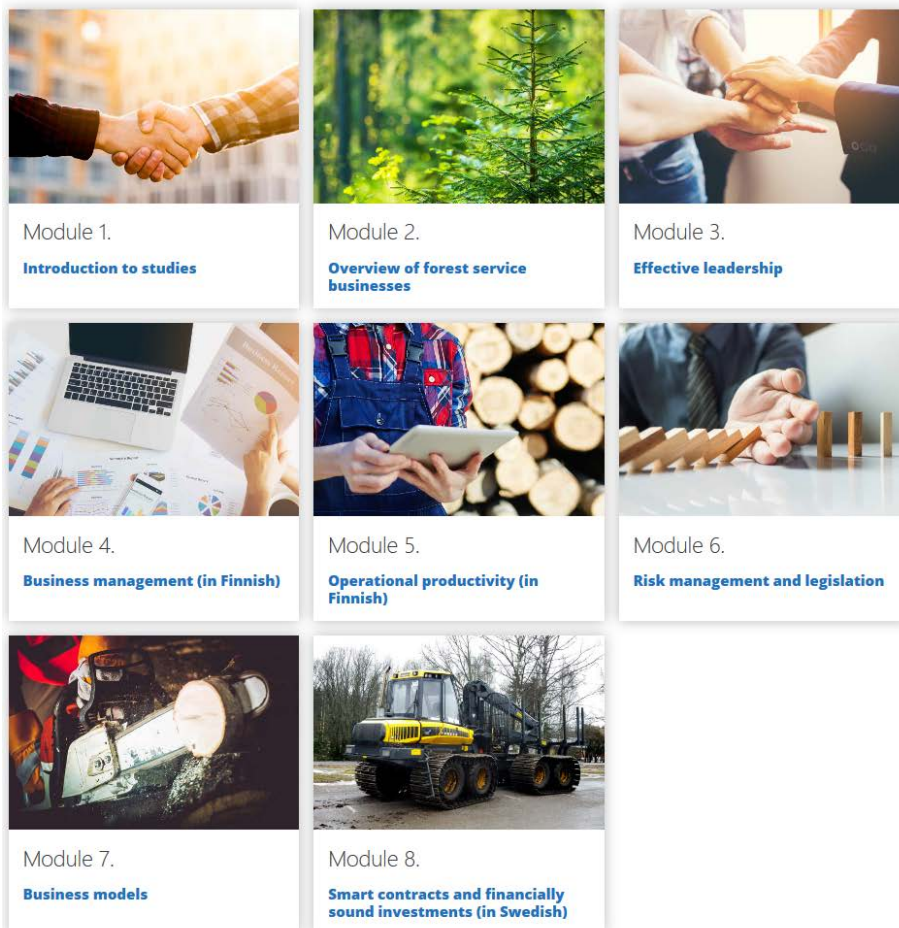 Module 1.
Introduction to studies
Module 2.
Overview of forest service
businesses
Module 3.
Effective leadership
Module 4.
Business management (in Finnish)
Module 5.
Operational productivity (in
Finnish)
Module 6.
Risk management and legislation
Module 7.
Business models
Module 8.
Smart contracts and financially
sound investments (in Swedish)